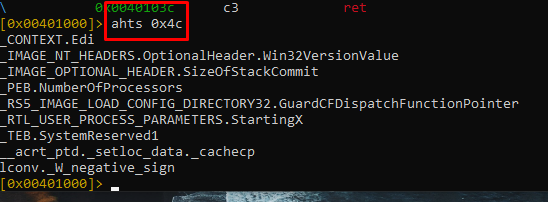 \ 0x0040103c c3 ret
[0x00401000]> ahts 0x4c
_CONTEXT.Edi
_IMAGE_NT_HEADERS.OptionalHeader.Win32VersionValue
_IMAGE_OPTIONAL_HEADER.SizeOfStackCommit
_PEB.NumberOfProcessors
_RS5_IMAGE_LOAD_CONFIG_DIRECTORY32.GuardCFDispatchFunctionPointer
_RTL_USER_PROCESS_PARAMETERS.StartingX
_TEB.SystemReserved1
__acrt_ptd._setloc_data._cachecp
lconv._W_negative_sign
[0x00401000]>